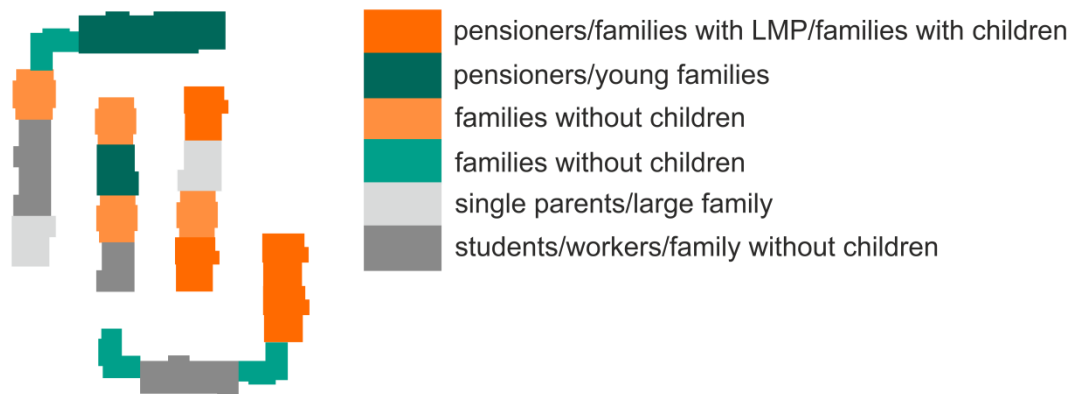 pensioners/families with LMP/families with children
pensioners/young families
families without children
families without children
single parents/large family
students/workers/family without children